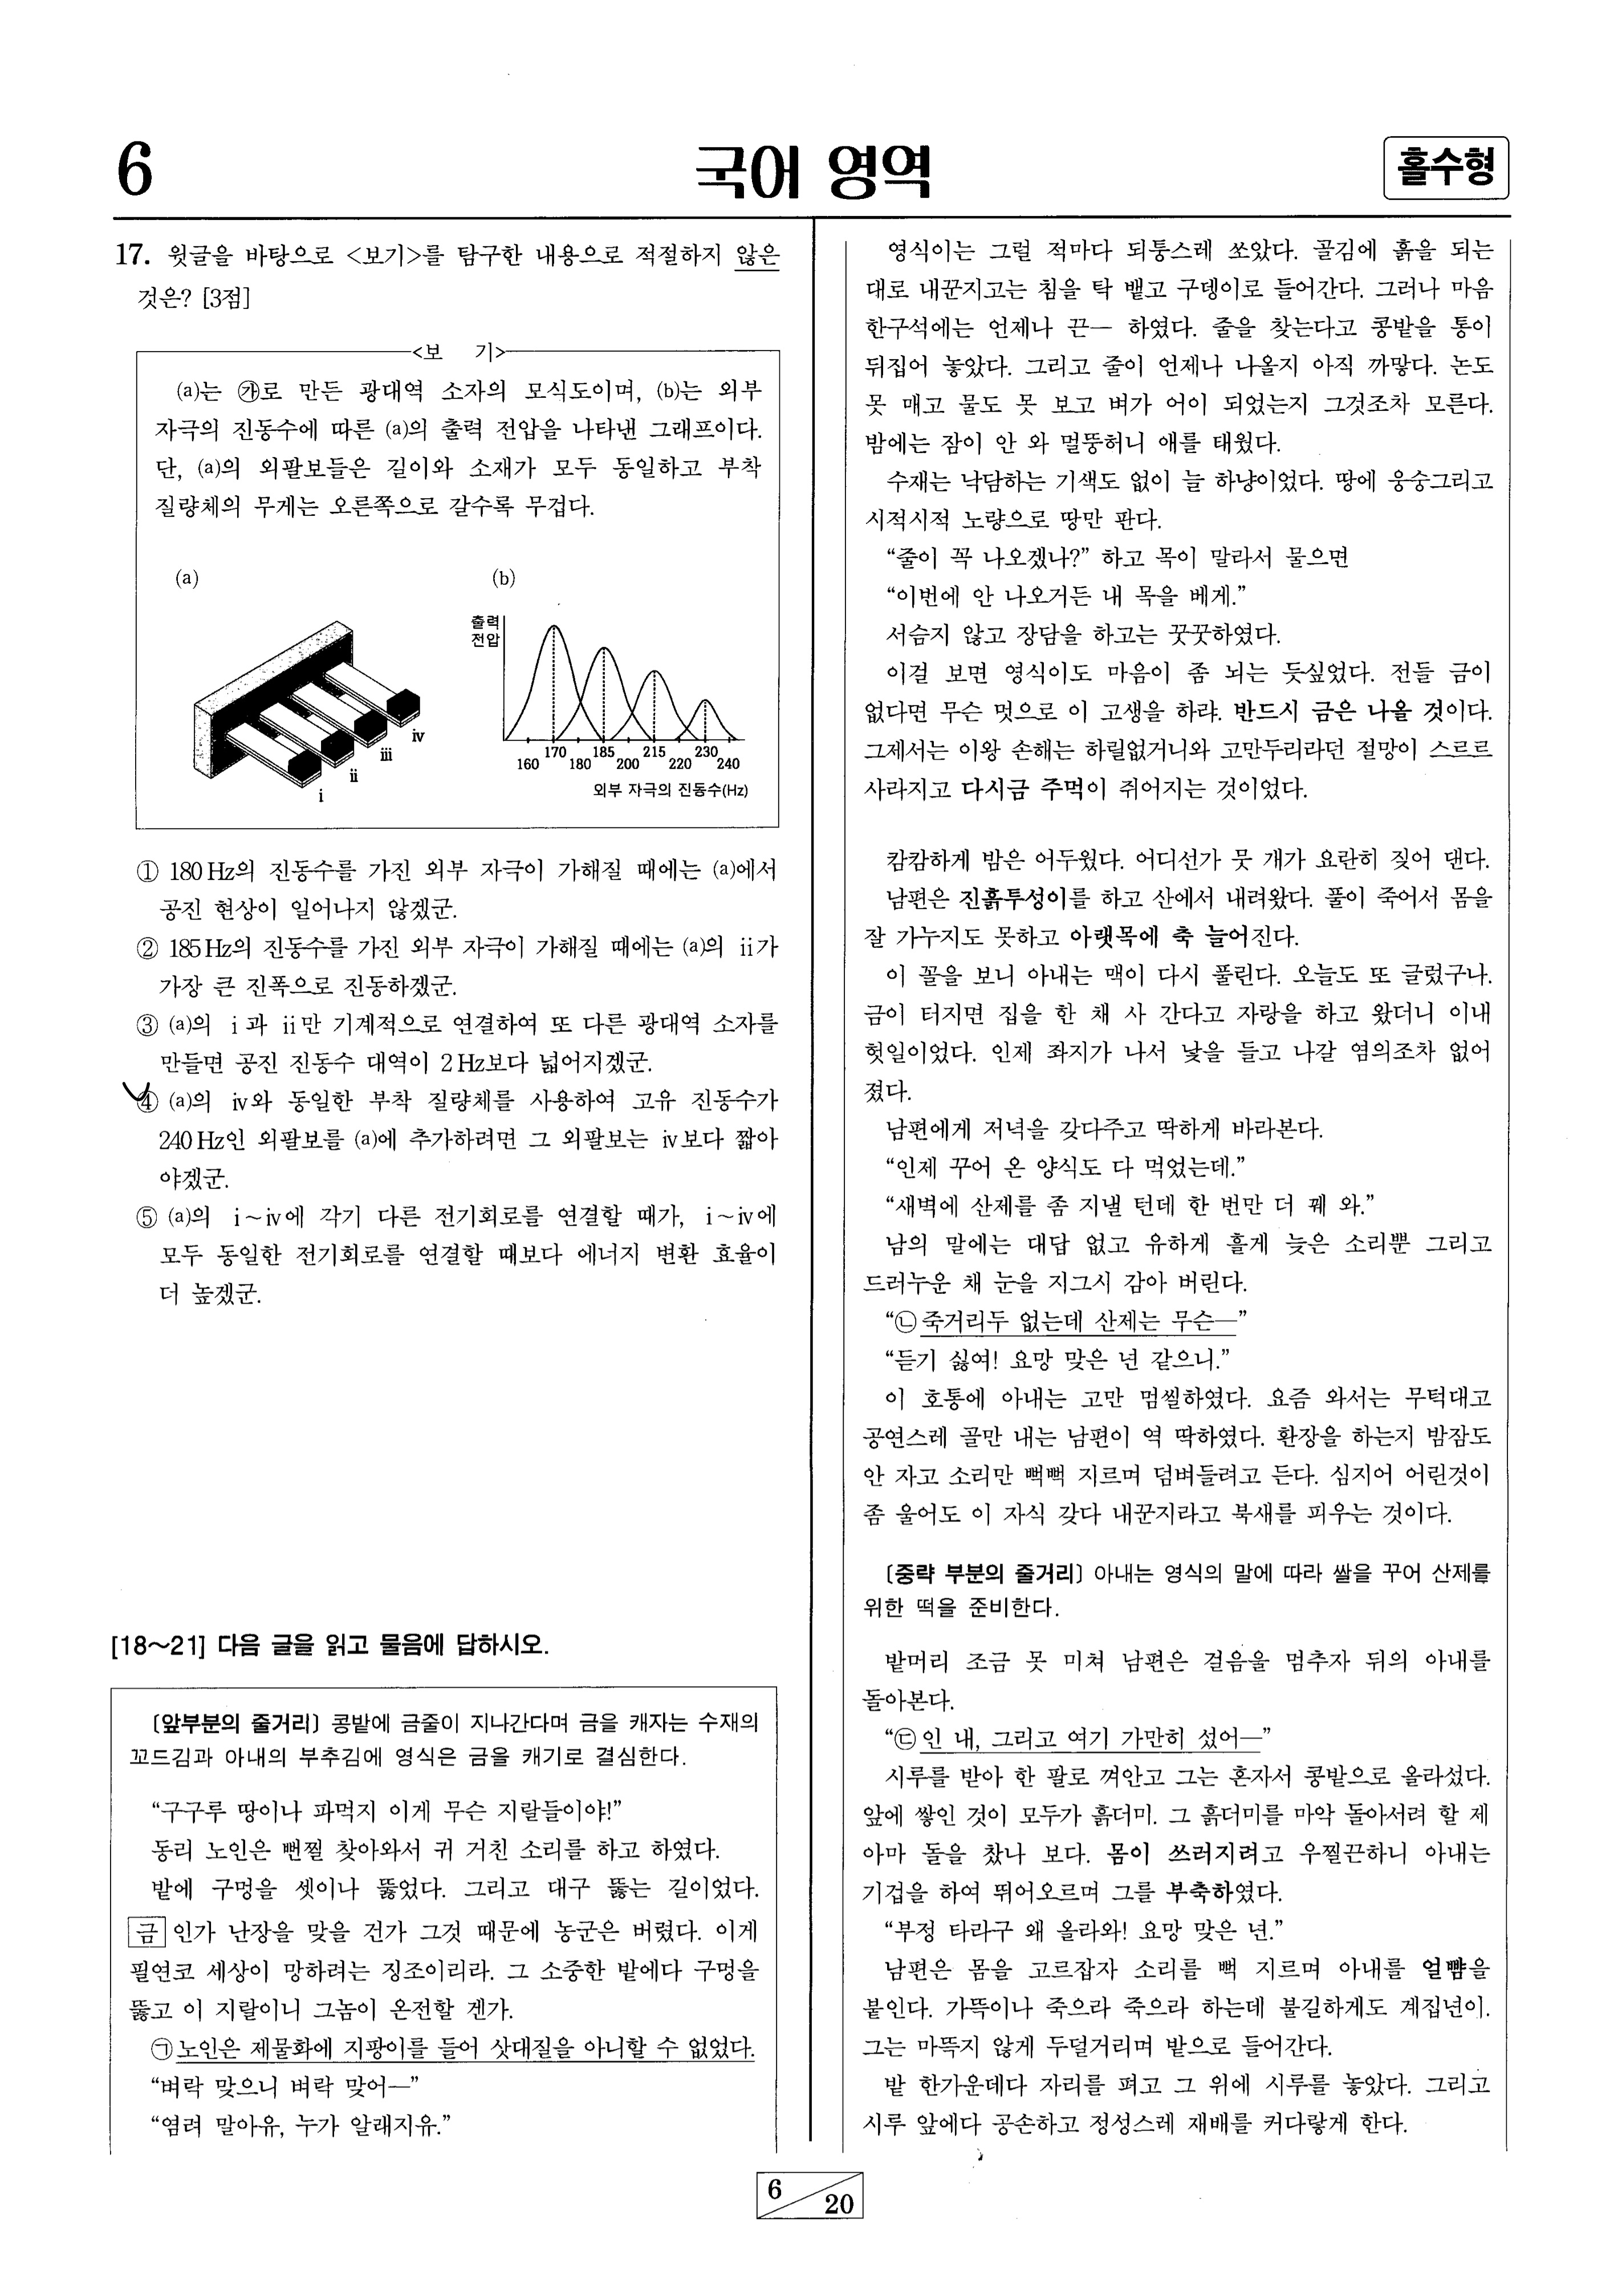 6
국어 영역
홀수형
17. 윗글을 바탕으로 <보기>를 탐구한 내용으로 적절하지 않은
것은? [3점]
<보 기>
(a)는 ㉮로 만든 광대역 소자의 모식도이며, (b)는 외부
자극의 진동수에 따른 (a)의 출력 전압을 나타낸 그래프이다.
단, (a)의 외팔보들은 길이와 소재가 모두 동일하고 부착
질량체의 무게는 오른쪽으로 갈수록 무겁다.
(a)
(b)
출력
전압
i
ii
iii
iv
170 185 215 230
160 180 200 220 240
외부 자극의 진동수(Hz)
① 180 Hz의 진동수를 가진 외부 자극이 가해질 때에는 (a)에서
공진 현상이 일어나지 않겠군.
② 185 Hz의 진동수를 가진 외부 자극이 가해질 때에는 (a)의 ii가
가장 큰 진폭으로 진동하겠군.
③ (a)의 i 과 ii만 기계적으로 연결하여 또 다른 광대역 소자를
만들면 공진 진동수 대역이 2 Hz보다 넓어지겠군.
④ (a)의 iv와 동일한 부착 질량체를 사용하여 고유 진동수가
240 Hz인 외팔보를 (a)에 추가하려면 그 외팔보는 iv보다 짧아
야겠군.
⑤ (a)의 i~iv에 각기 다른 전기회로를 연결할 때가, i~iv에
모두 동일한 전기회로를 연결할 때보다 에너지 변환 효율이
더 높겠군.
[18~21] 다음 글을 읽고 물음에 답하시오.
[앞부분의 줄거리] 콩밭에 금줄이 지나간다며 금을 캐자는 수재의
꼬드김과 아내의 부추김에 영식은 금을 캐기로 결심한다.
“구구루 땅이나 파먹지 이게 무슨 지랄들이야!”
동리 노인은 뻔찔 찾아와서 귀 거친 소리를 하고 하였다.
밭에 구멍을 셋이나 뚫었다. 그리고 대구 뚫는 길이었다.
금인가 난장을 맞을 건가 그것 때문에 농군은 버렸다. 이게
필연코 세상이 망하려는 징조이리라. 그 소중한 밭에다 구멍을
뚫고 이 지랄이니 그놈이 온전할 겐가.
㉠노인은 제물화에 지팡이를 들어 삿대질을 아니할 수 없었다.
“벼락 맞으니 벼락 맞어―”
“염려 말아유, 누가 알래지유.”
영식이는 그럴 적마다 되퉁스레 쏘았다. 골김에 흙을 되는
대로 내꾼지고는 침을 탁 뱉고 구뎅이로 들어간다. 그러나 마음
한구석에는 언제나 끈― 하였다. 줄을 찾는다고 콩밭을 통이
뒤집어 놓았다. 그리고 줄이 언제나 나올지 아직 까맣다. 논도
못 매고 물도 못 보고 벼가 어이 되었는지 그것조차 모른다.
밤에는 잠이 안 와 멀뚱허니 애를 태웠다.
수재는 낙담하는 기색도 없이 늘 하냥이었다. 땅에 웅숭그리고
시적시적 노량으로 땅만 판다.
“줄이 꼭 나오겠나?” 하고 목이 말라서 물으면
“이번에 안 나오거든 내 목을 베게.”
서슴지 않고 장담을 하고는 꿋꿋하였다.
이걸 보면 영식이도 마음이 좀 뇌는 듯싶었다. 전들 금이
없다면 무슨 멋으로 이 고생을 하랴. 반드시 금은 나올 것이다.
그제서는 이왕 손해는 하릴없거니와 고만두리라던 절망이 스르르
사라지고 다시금 주먹이 쥐어지는 것이었다.
캄캄하게 밤은 어두웠다. 어디선가 뭇 개가 요란히 짖어 댄다.
남편은 진흙투성이를 하고 산에서 내려왔다. 풀이 죽어서 몸을
잘 가누지도 못하고 아랫목에 축 늘어진다.
이 꼴을 보니 아내는 맥이 다시 풀린다. 오늘도 또 글렀구나.
금이 터지면 집을 한 채 사 간다고 자랑을 하고 왔더니 이내
헛일이었다. 인제 좌지가 나서 낯을 들고 나갈 염의조차 없어
졌다.
남편에게 저녁을 갖다주고 딱하게 바라본다.
“인제 꾸어 온 양식도 다 먹었는데.”
“새벽에 산제를 좀 지낼 턴데 한 번만 더 꿰 와.”
남의 말에는 대답 없고 유하게 흘게 늦은 소리뿐 그리고
드러누운 채 눈을 지그시 감아 버린다.
“㉡죽거리두 없는데 산제는 무슨―”
“듣기 싫여! 요망 맞은 년 같으니.”
이 호통에 아내는 고만 멈씰하였다. 요즘 와서는 무턱대고
공연스레 골만 내는 남편이 역 딱하였다. 환장을 하는지 밤잠도
안 자고 소리만 뻑뻑 지르며 덤벼들려고 든다. 심지어 어린것이
좀 울어도 이 자식 갖다 내꾼지라고 북새를 피우는 것이다.
[중략 부분의 줄거리] 아내는 영식의 말에 따라 쌀을 꾸어 산제를
위한 떡을 준비한다.
밭머리 조금 못 미쳐 남편은 걸음을 멈추자 뒤의 아내를
돌아본다.
“㉢인 내, 그리고 여기 가만히 섰어―”
시루를 받아 한 팔로 껴안고 그는 혼자서 콩밭으로 올라섰다.
앞에 쌓인 것이 모두가 흙더미. 그 흙더미를 마악 돌아서려 할 제
아마 돌을 찼나 보다. 몸이 쓰러지려고 우찔끈하니 아내는
기겁을 하여 뛰어오르며 그를 부축하였다.
“부정 타라구 왜 올라와! 요망 맞은 년.”
남편은 몸을 고르잡자 소리를 뻑 지르며 아내를 얼뺨을
붙인다. 가뜩이나 죽으라 죽으라 하는데 불길하게도 계집년이.
그는 마뜩지 않게 두덜거리며 밭으로 들어간다.
밭 한가운데다 자리를 펴고 그 위에 시루를 놓았다. 그리고
시루 앞에다 공손하고 정성스레 재배를 커다랗게 한다.
6
20